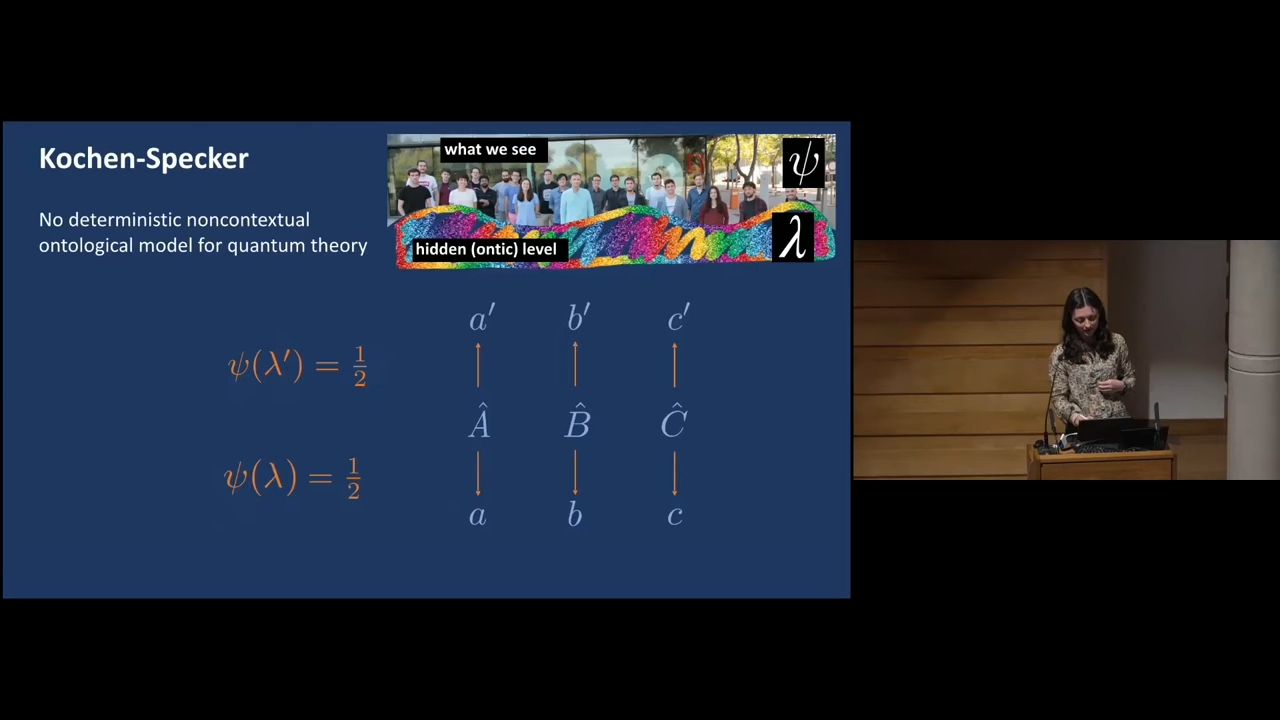 Kochen-Specker
No deterministic noncontextual
ontological model for quantum theory
what we see
ψ
hidden (ontic) level
λ
a′ b′ c′
ψ(λ′) = 1/2
Â B̂ Ĉ
ψ(λ) = 1/2
a b c